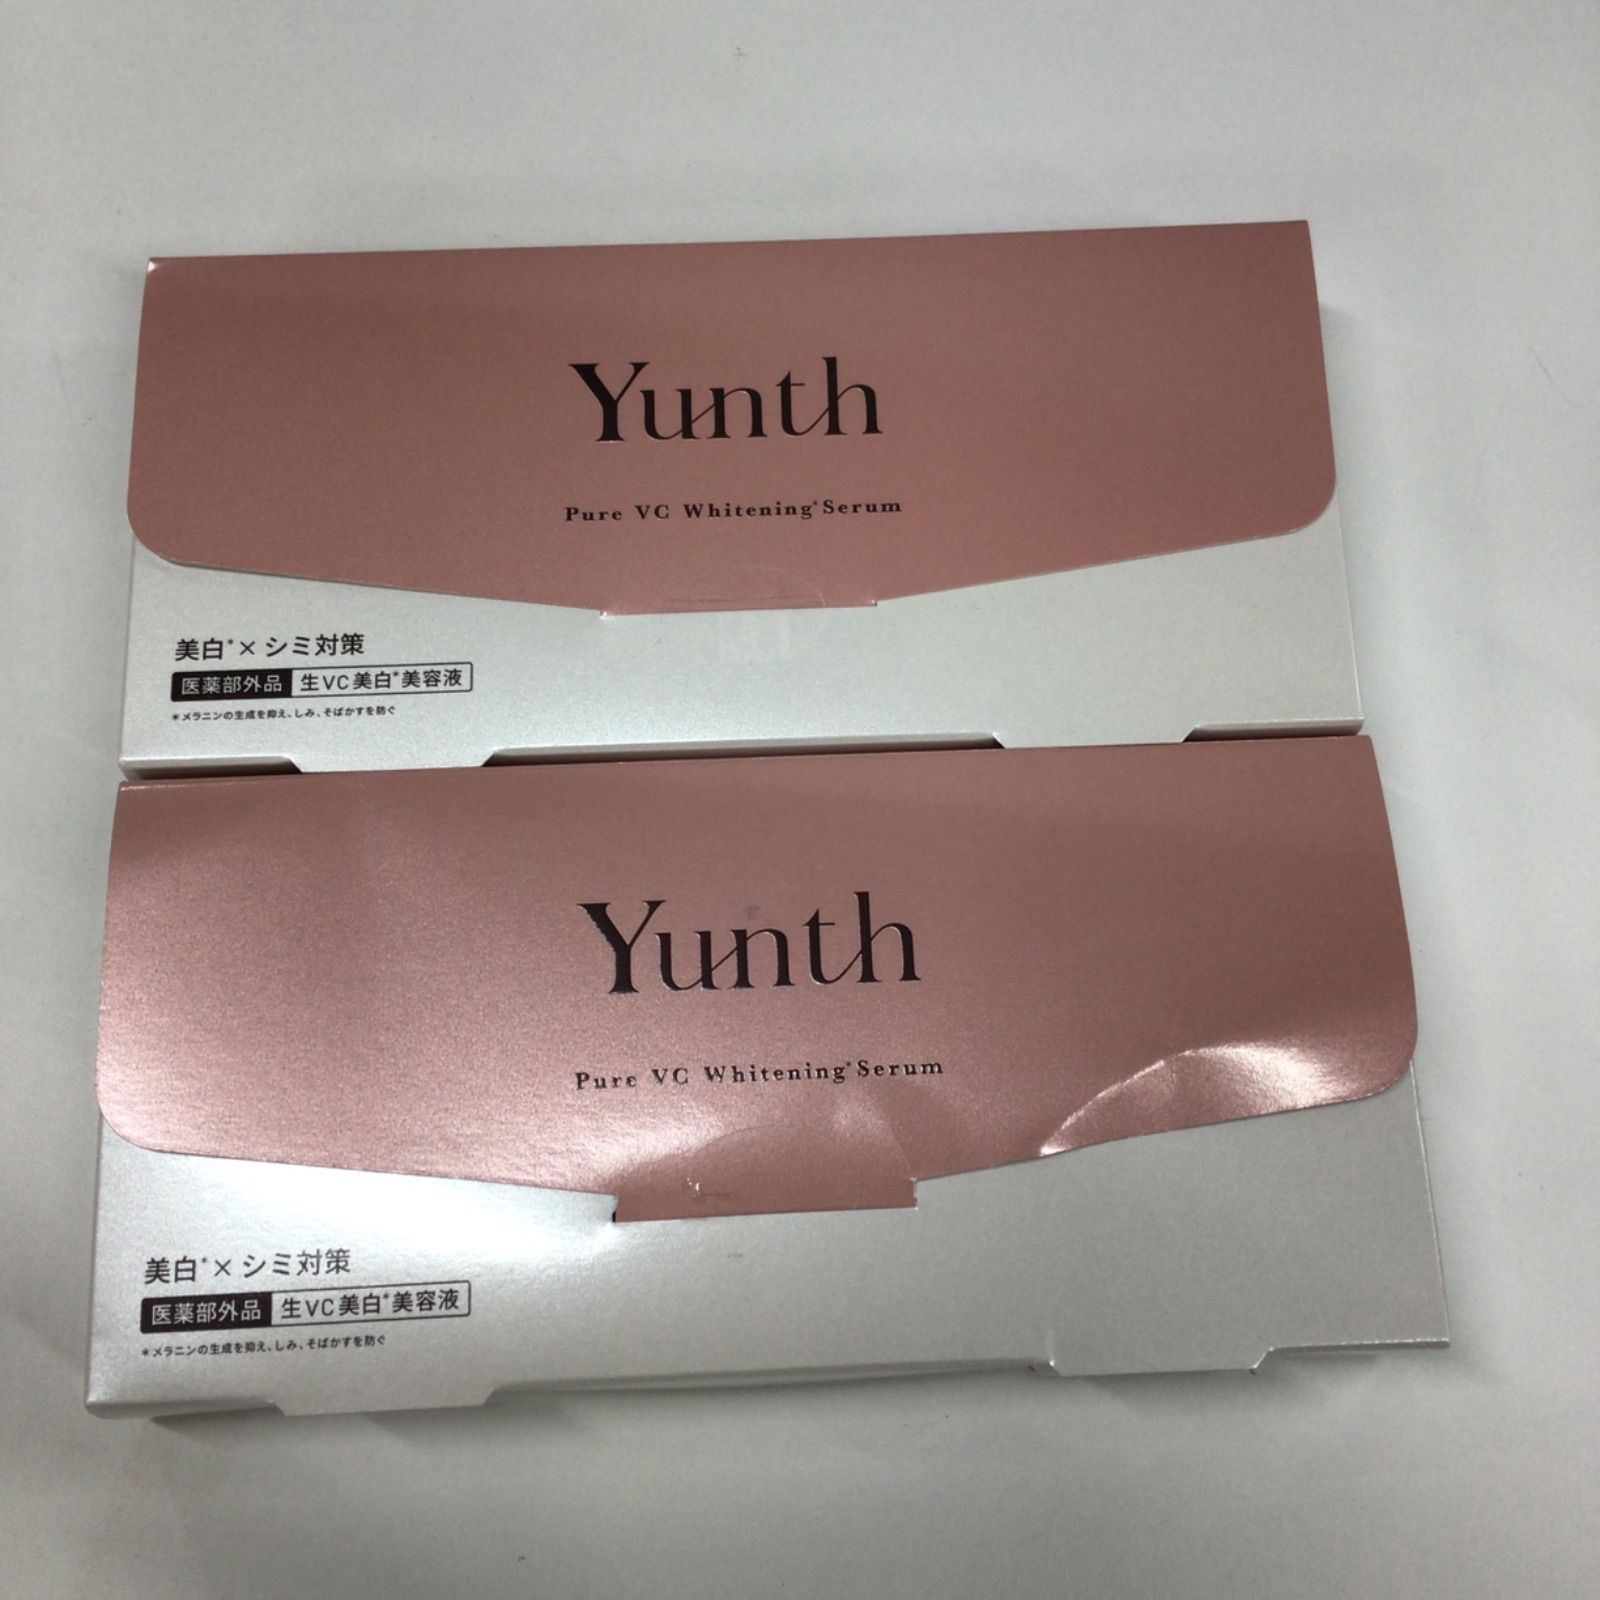 Yunth
Pure VC Whitening*Serum
美白*×シミ対策
医薬部外品 生VC美白*美容液
*メラニンの生成を抑え、しみ、そばかすを防ぐ
Yunth
Pure VC Whitening*Serum
美白*×シミ対策
医薬部外品 生VC美白*美容液
*メラニンの生成を抑え、しみ、そばかすを防ぐ